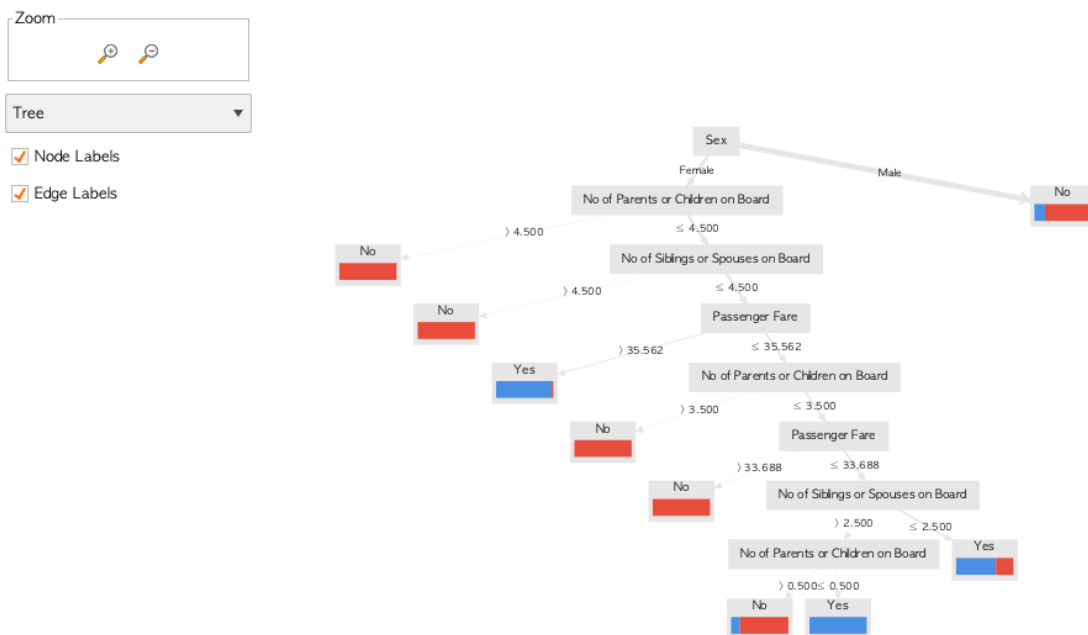 Zoom
Tree
Node Labels
Edge Labels
Sex
Female
Male
No of Parents or Children on Board
No
⟩ 4.500
≤ 4.500
No
No of Siblings or Spouses on Board
⟩ 4.500
≤ 4.500
No
Passenger Fare
⟩ 35.562
≤ 35.562
Yes
No of Parents or Children on Board
⟩ 3.500
≤ 3.500
No
Passenger Fare
⟩ 33.688
≤ 33.688
No
No of Siblings or Spouses on Board
⟩ 2.500
≤ 2.500
No of Parents or Children on Board
Yes
⟩ 0.500
≤ 0.500
No
Yes